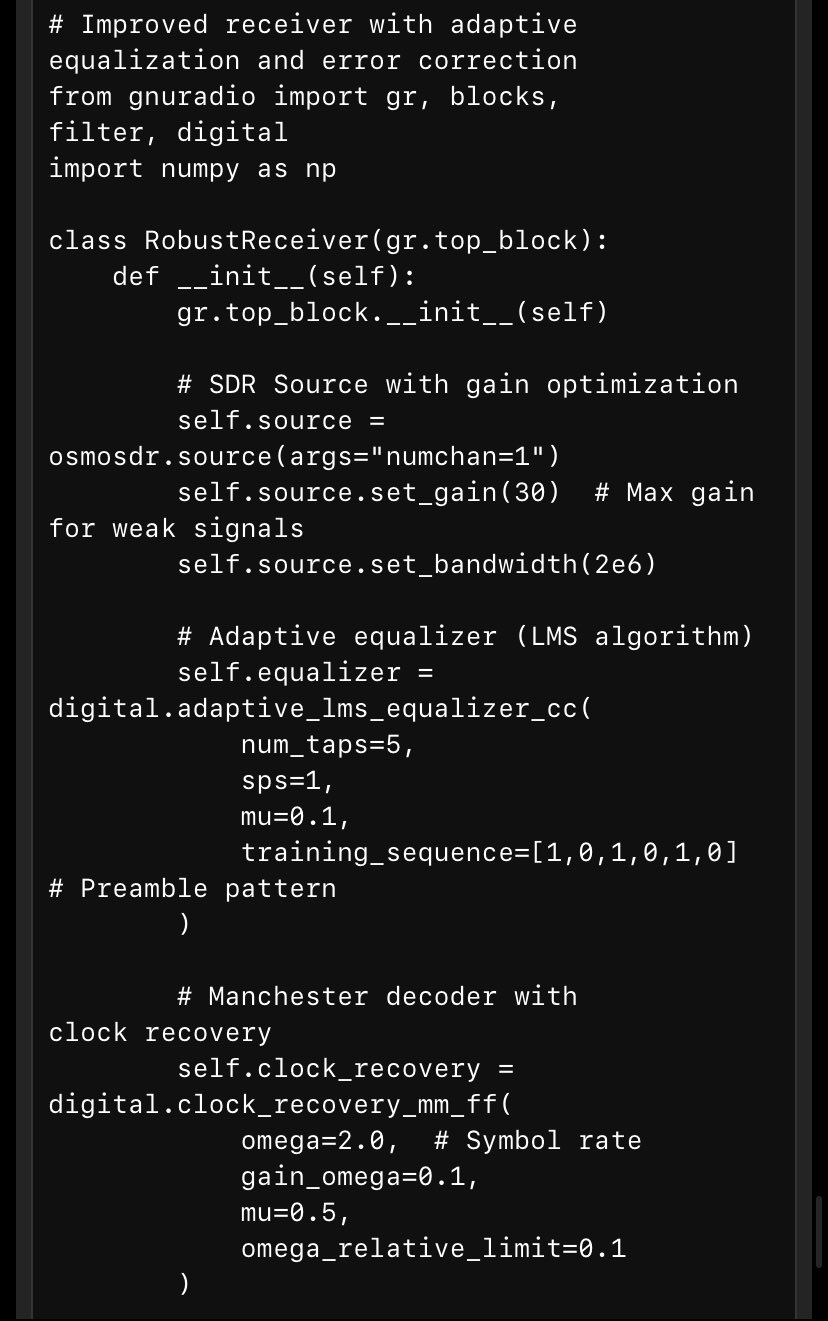 # Improved receiver with adaptive
equalization and error correction
from gnuradio import gr, blocks,
filter, digital
import numpy as np

class RobustReceiver(gr.top_block):
    def __init__(self):
        gr.top_block.__init__(self)

        # SDR Source with gain optimization
        self.source =
osmosdr.source(args="numchan=1")
        self.source.set_gain(30)  # Max gain
for weak signals
        self.source.set_bandwidth(2e6)

        # Adaptive equalizer (LMS algorithm)
        self.equalizer =
digital.adaptive_lms_equalizer_cc(
            num_taps=5,
            sps=1,
            mu=0.1,
            training_sequence=[1,0,1,0,1,0]
# Preamble pattern
        )

        # Manchester decoder with
clock recovery
        self.clock_recovery =
digital.clock_recovery_mm_ff(
            omega=2.0,  # Symbol rate
            gain_omega=0.1,
            mu=0.5,
            omega_relative_limit=0.1
        )